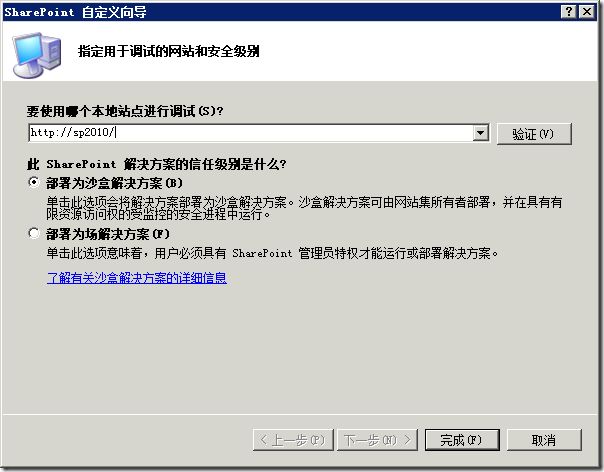 SharePoint 自定义向导
指定用于调试的网站和安全级别
要使用哪个本地站点进行调试(S)?
http://sp2010/
验证(V)
此 SharePoint 解决方案的信任级别是什么?
部署为沙盒解决方案(B)
单击此选项会将解决方案部署为沙盒解决方案。沙盒解决方案可由网站集所有者部署，并在具有有
限资源访问权的受监控的安全进程中运行。
部署为场解决方案(F)
单击此选项意味着，用户必须具有 SharePoint 管理员特权才能运行或部署解决方案。
了解有关沙盒解决方案的详细信息
< 上一步(P)
下一步(N) >
完成(F)
取消